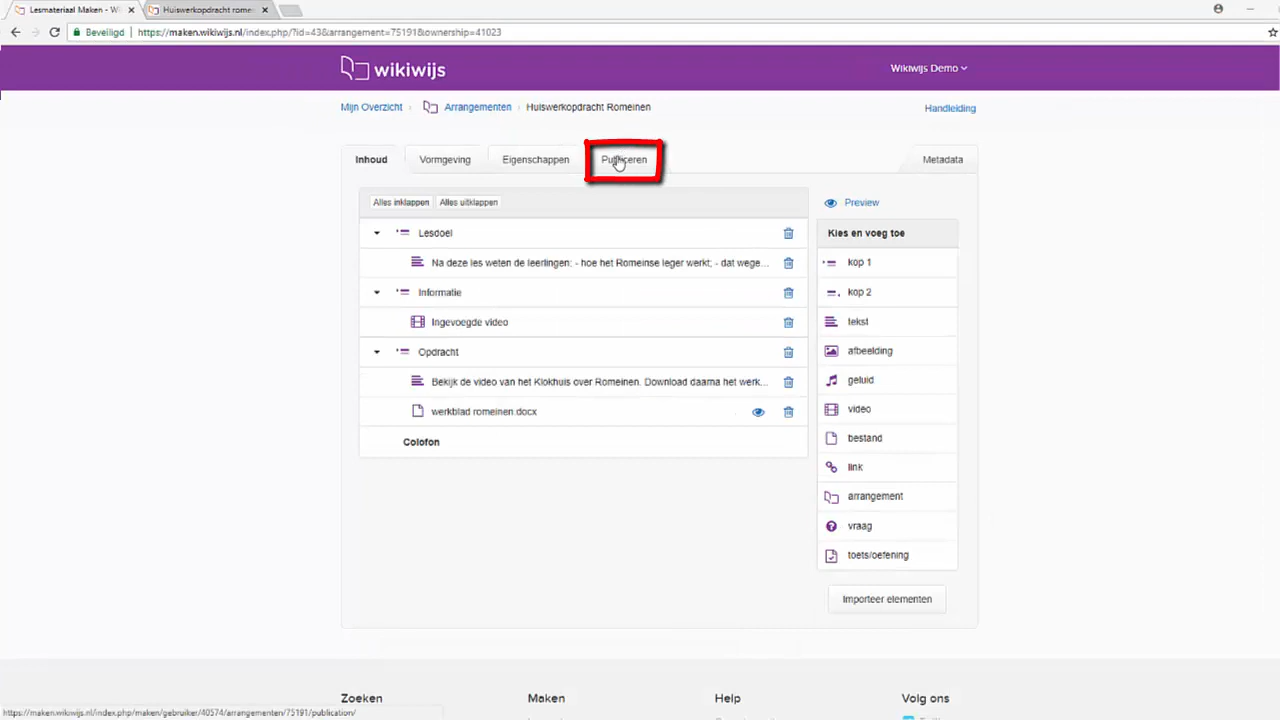 Lesmateriaal Maken - Wi
Huiswerkopdracht rome
Beveiligd
https://maken.wikiwijs.nl/index.php/?id=43&arrangement=75191&ownership=41023
wikiwijs
Wikiwijs Demo
Mijn Overzicht
Arrangementen
Huiswerkopdracht Romeinen
Handleiding
Inhoud
Vormgeving
Eigenschappen
Publiceren
Metadata
Alles inklappen
Alles uitklappen
Preview
Lesdoel
Na deze les weten de leerlingen: - hoe het Romeinse leger werkt; - dat wege...
Informatie
Ingevoegde video
Opdracht
Bekijk de video van het Klokhuis over Romeinen. Download daarna het werk...
werkblad romeinen.docx
Colofon
Kies en voeg toe
kop 1
kop 2
tekst
afbeelding
geluid
video
bestand
link
arrangement
vraag
toets/oefening
Importeer elementen
Zoeken
Maken
Help
Volg ons
https://maken.wikiwijs.nl/index.php/maken/gebruiker/40574/arrangementen/75191/publication/